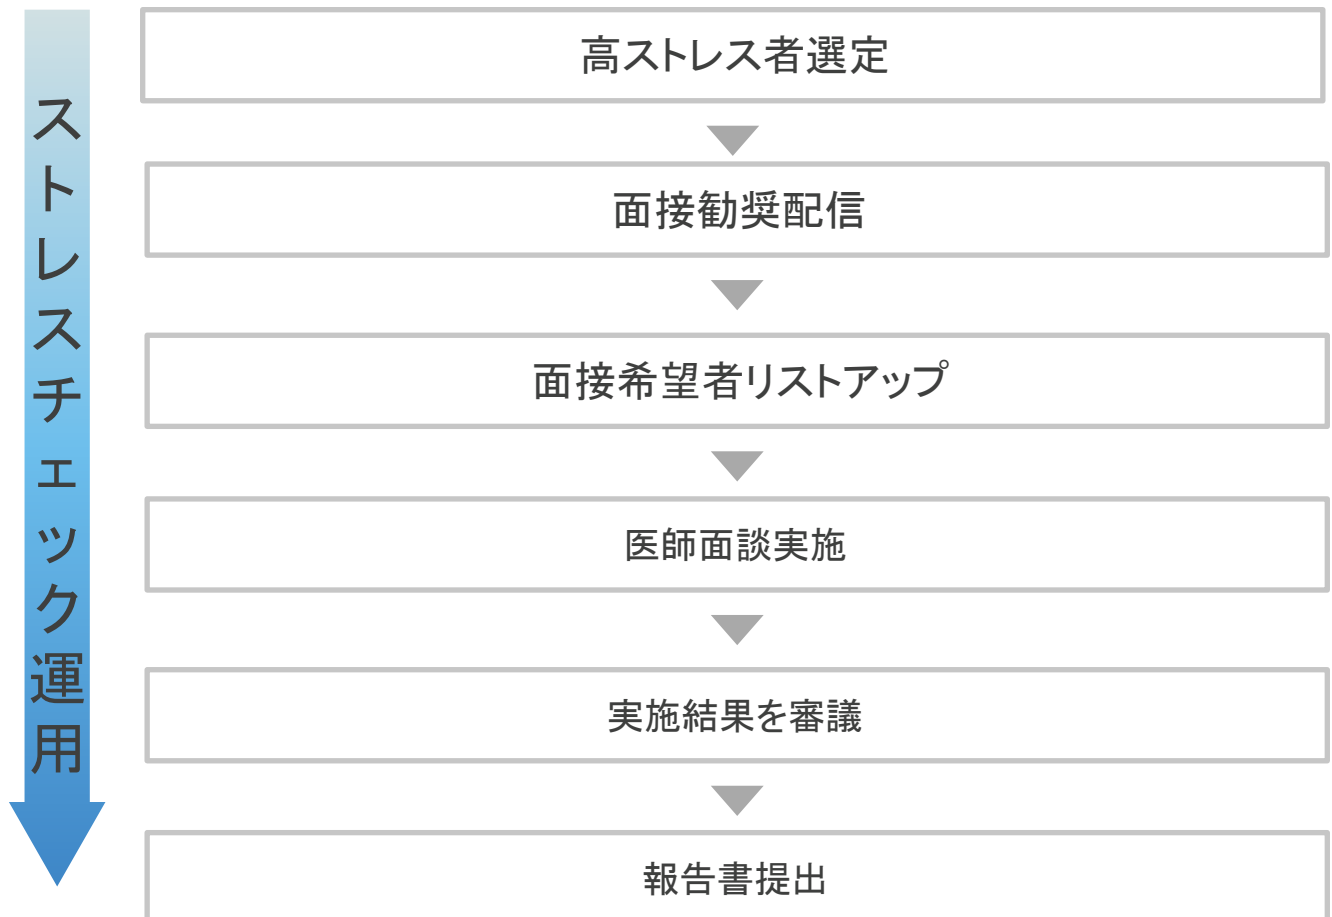 ストレスチェック運用
高ストレス者選定
面接勧奨配信
面接希望者リストアップ
医師面談実施
実施結果を審議
報告書提出